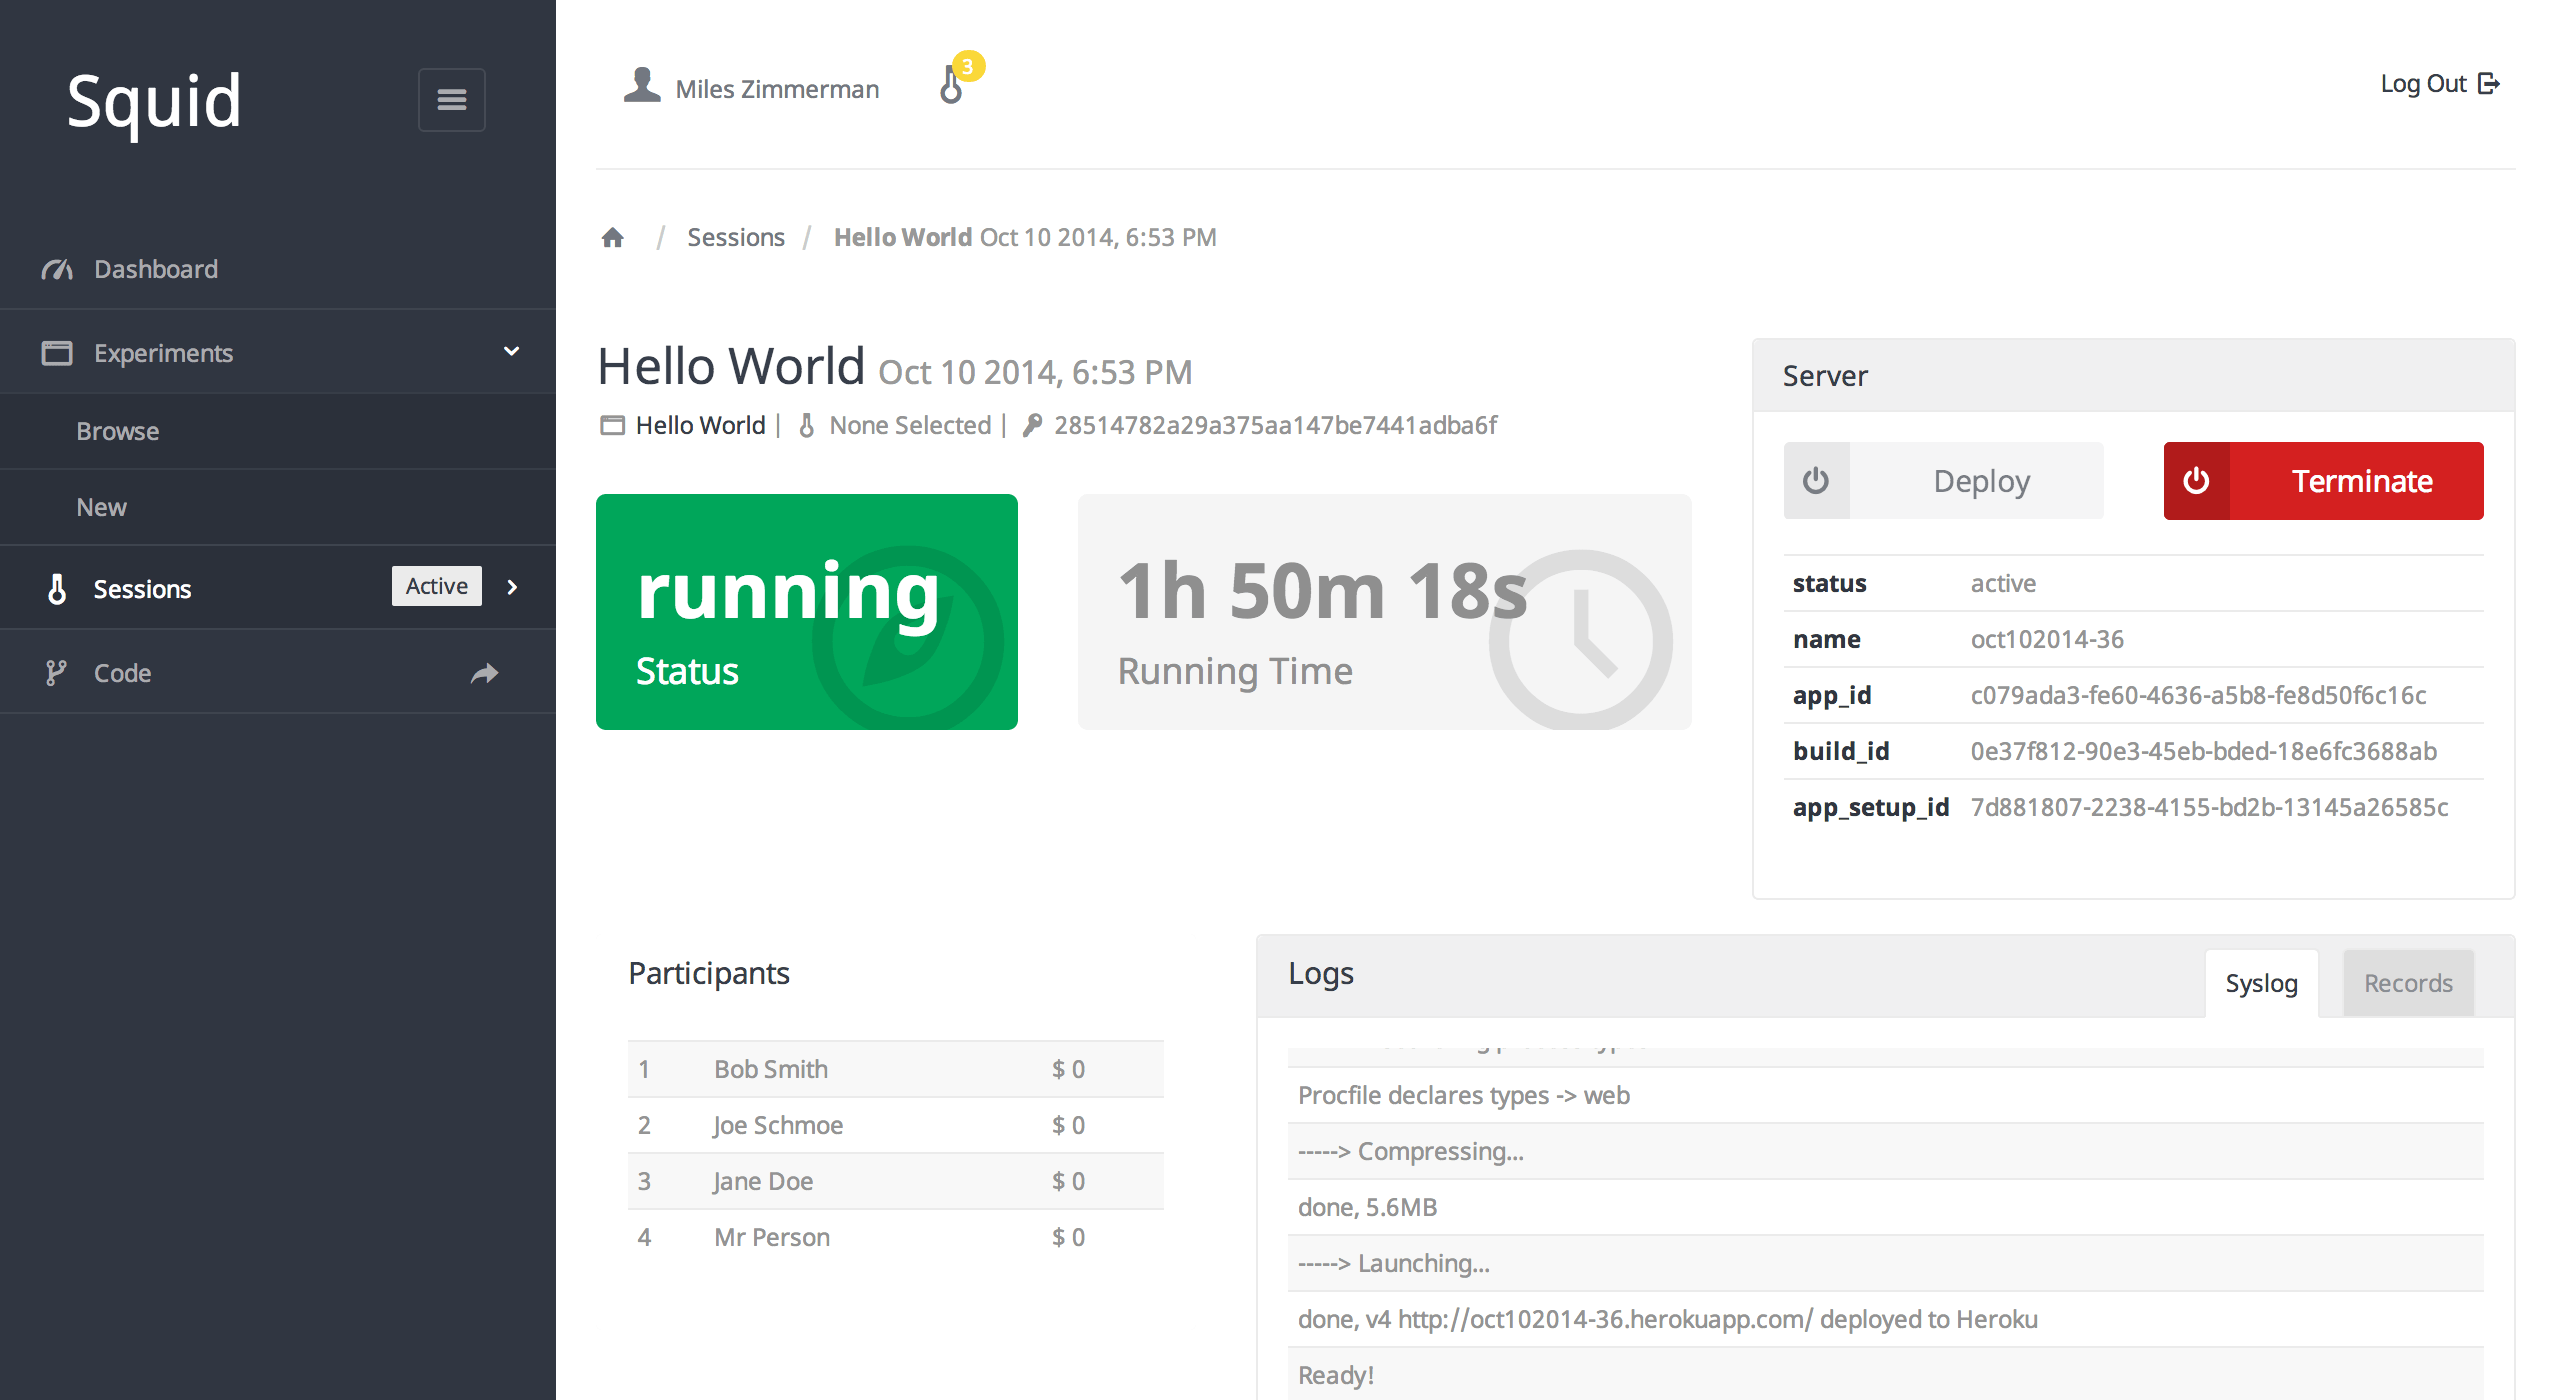 Squid
Miles Zimmerman
3
Log Out
Dashboard
Experiments
Browse
New
Sessions
Active
Code
/ Sessions / Hello World Oct 10 2014, 6:53 PM
Hello World Oct 10 2014, 6:53 PM
Hello World | None Selected | 28514782a29a375aa147be7441adba6f
running
Status
1h 50m 18s
Running Time
Server
Deploy
Terminate
status active
name oct102014-36
app_id c079ada3-fe60-4636-a5b8-fe8d50f6c16c
build_id 0e37f812-90e3-45eb-bded-18e6fc3688ab
app_setup_id 7d881807-2238-4155-bd2b-13145a26585c
Participants
1 Bob Smith $ 0
2 Joe Schmoe $ 0
3 Jane Doe $ 0
4 Mr Person $ 0
Logs
Syslog
Records
Procfile declares types -> web
-----> Compressing...
done, 5.6MB
-----> Launching...
done, v4 http://oct102014-36.herokuapp.com/ deployed to Heroku
Ready!